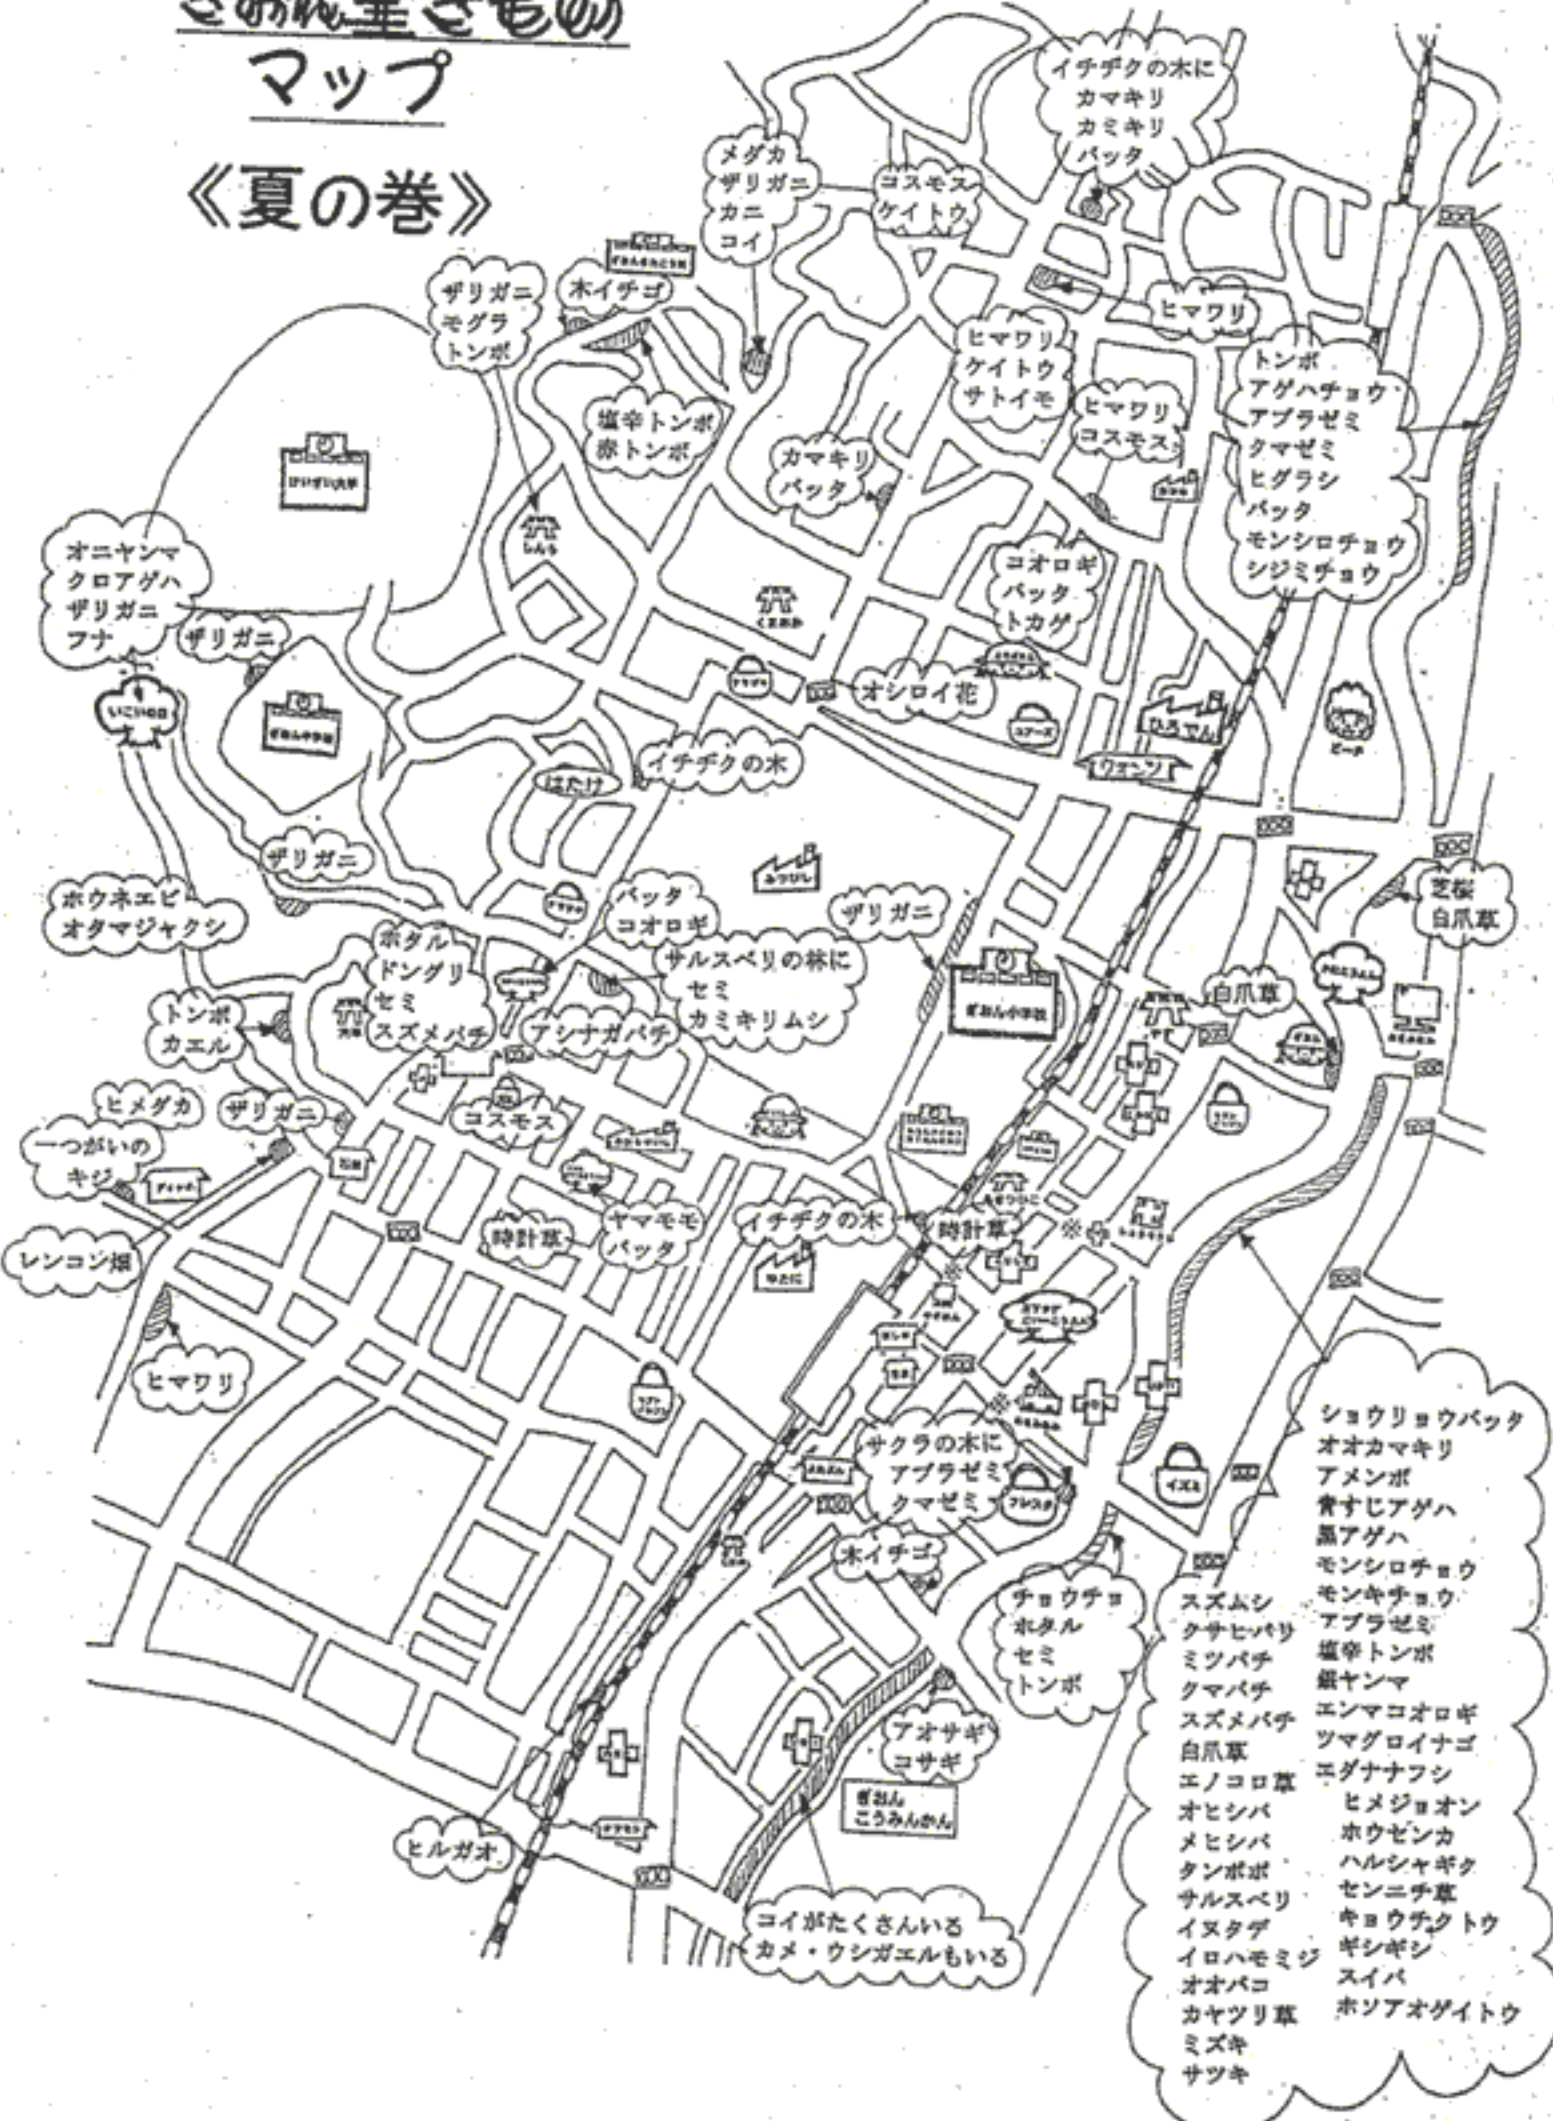 マップ
《夏の巻》
イチヂクの木に
カマキリ
カミキリ
バッタ
メダカ
ザリガニ
カニ
コイ
コスモス
ケイトウ
ザリガニ
モグラ
トンボ
木イチゴ
ヒマワリ
ヒマワリ
ケイトウ
サトイモ
ヒマワリ
コスモス
トンボ
アゲハチョウ
アブラゼミ
クマゼミ
ヒグラシ
バッタ
モンシロチョウ
シジミチョウ
塩辛トンボ
赤トンボ
カマキリ
バッタ
オニヤンマ
クロアゲハ
ザリガニ
フナ
ザリガニ
コオロギ
バッタ
トカゲ
オシロイ花
ひろでん
ウォンツ
ピーチ
イチヂクの木
はたけ
ザリガニ
みつびし
ホウネエビ
オタマジャクシ
バッタ
コオロギ
ザリガニ
芝桜
白爪草
ホタル
ドングリ
セミ
スズメバチ
サルスベリの林に
セミ
カミキリムシ
アシナガバチ
ぎおん小学校
白爪草
トンボ
カエル
ヒメダカ
ザリガニ
コスモス
一つがいの
キジ
レンコン畑
時計草
ヤマモモ
バッタ
イチヂクの木
時計草
ヒマワリ
サクラの木に
アブラゼミ
クマゼミ
フレスタ
イズミ
木イチゴ
チョウチョ
ホタル
セミ
トンボ
アオサギ
コサギ
ぎおん
こうみんかん
ヒルガオ
コイがたくさんいる
カメ・ウシガエルもいる
ショウリョウバッタ
オオカマキリ
アメンボ
青すじアゲハ
黒アゲハ
モンシロチョウ
モンキチョウ
アブラゼミ
塩辛トンボ
銀ヤンマ
エンマコオロギ
ツマグロイナゴ
エダナナフシ
ヒメジョオン
ホウセンカ
ハルシャギク
センニチ草
キョウチクトウ
ギシギシ
スイバ
ホソアオゲイトウ
スズムシ
クサヒバリ
ミツバチ
クマバチ
スズメバチ
白爪草
エノコロ草
オヒシバ
メヒシバ
タンポポ
サルスベリ
イヌタデ
イロハモミジ
オオバコ
カヤツリ草
ミズキ
サツキ